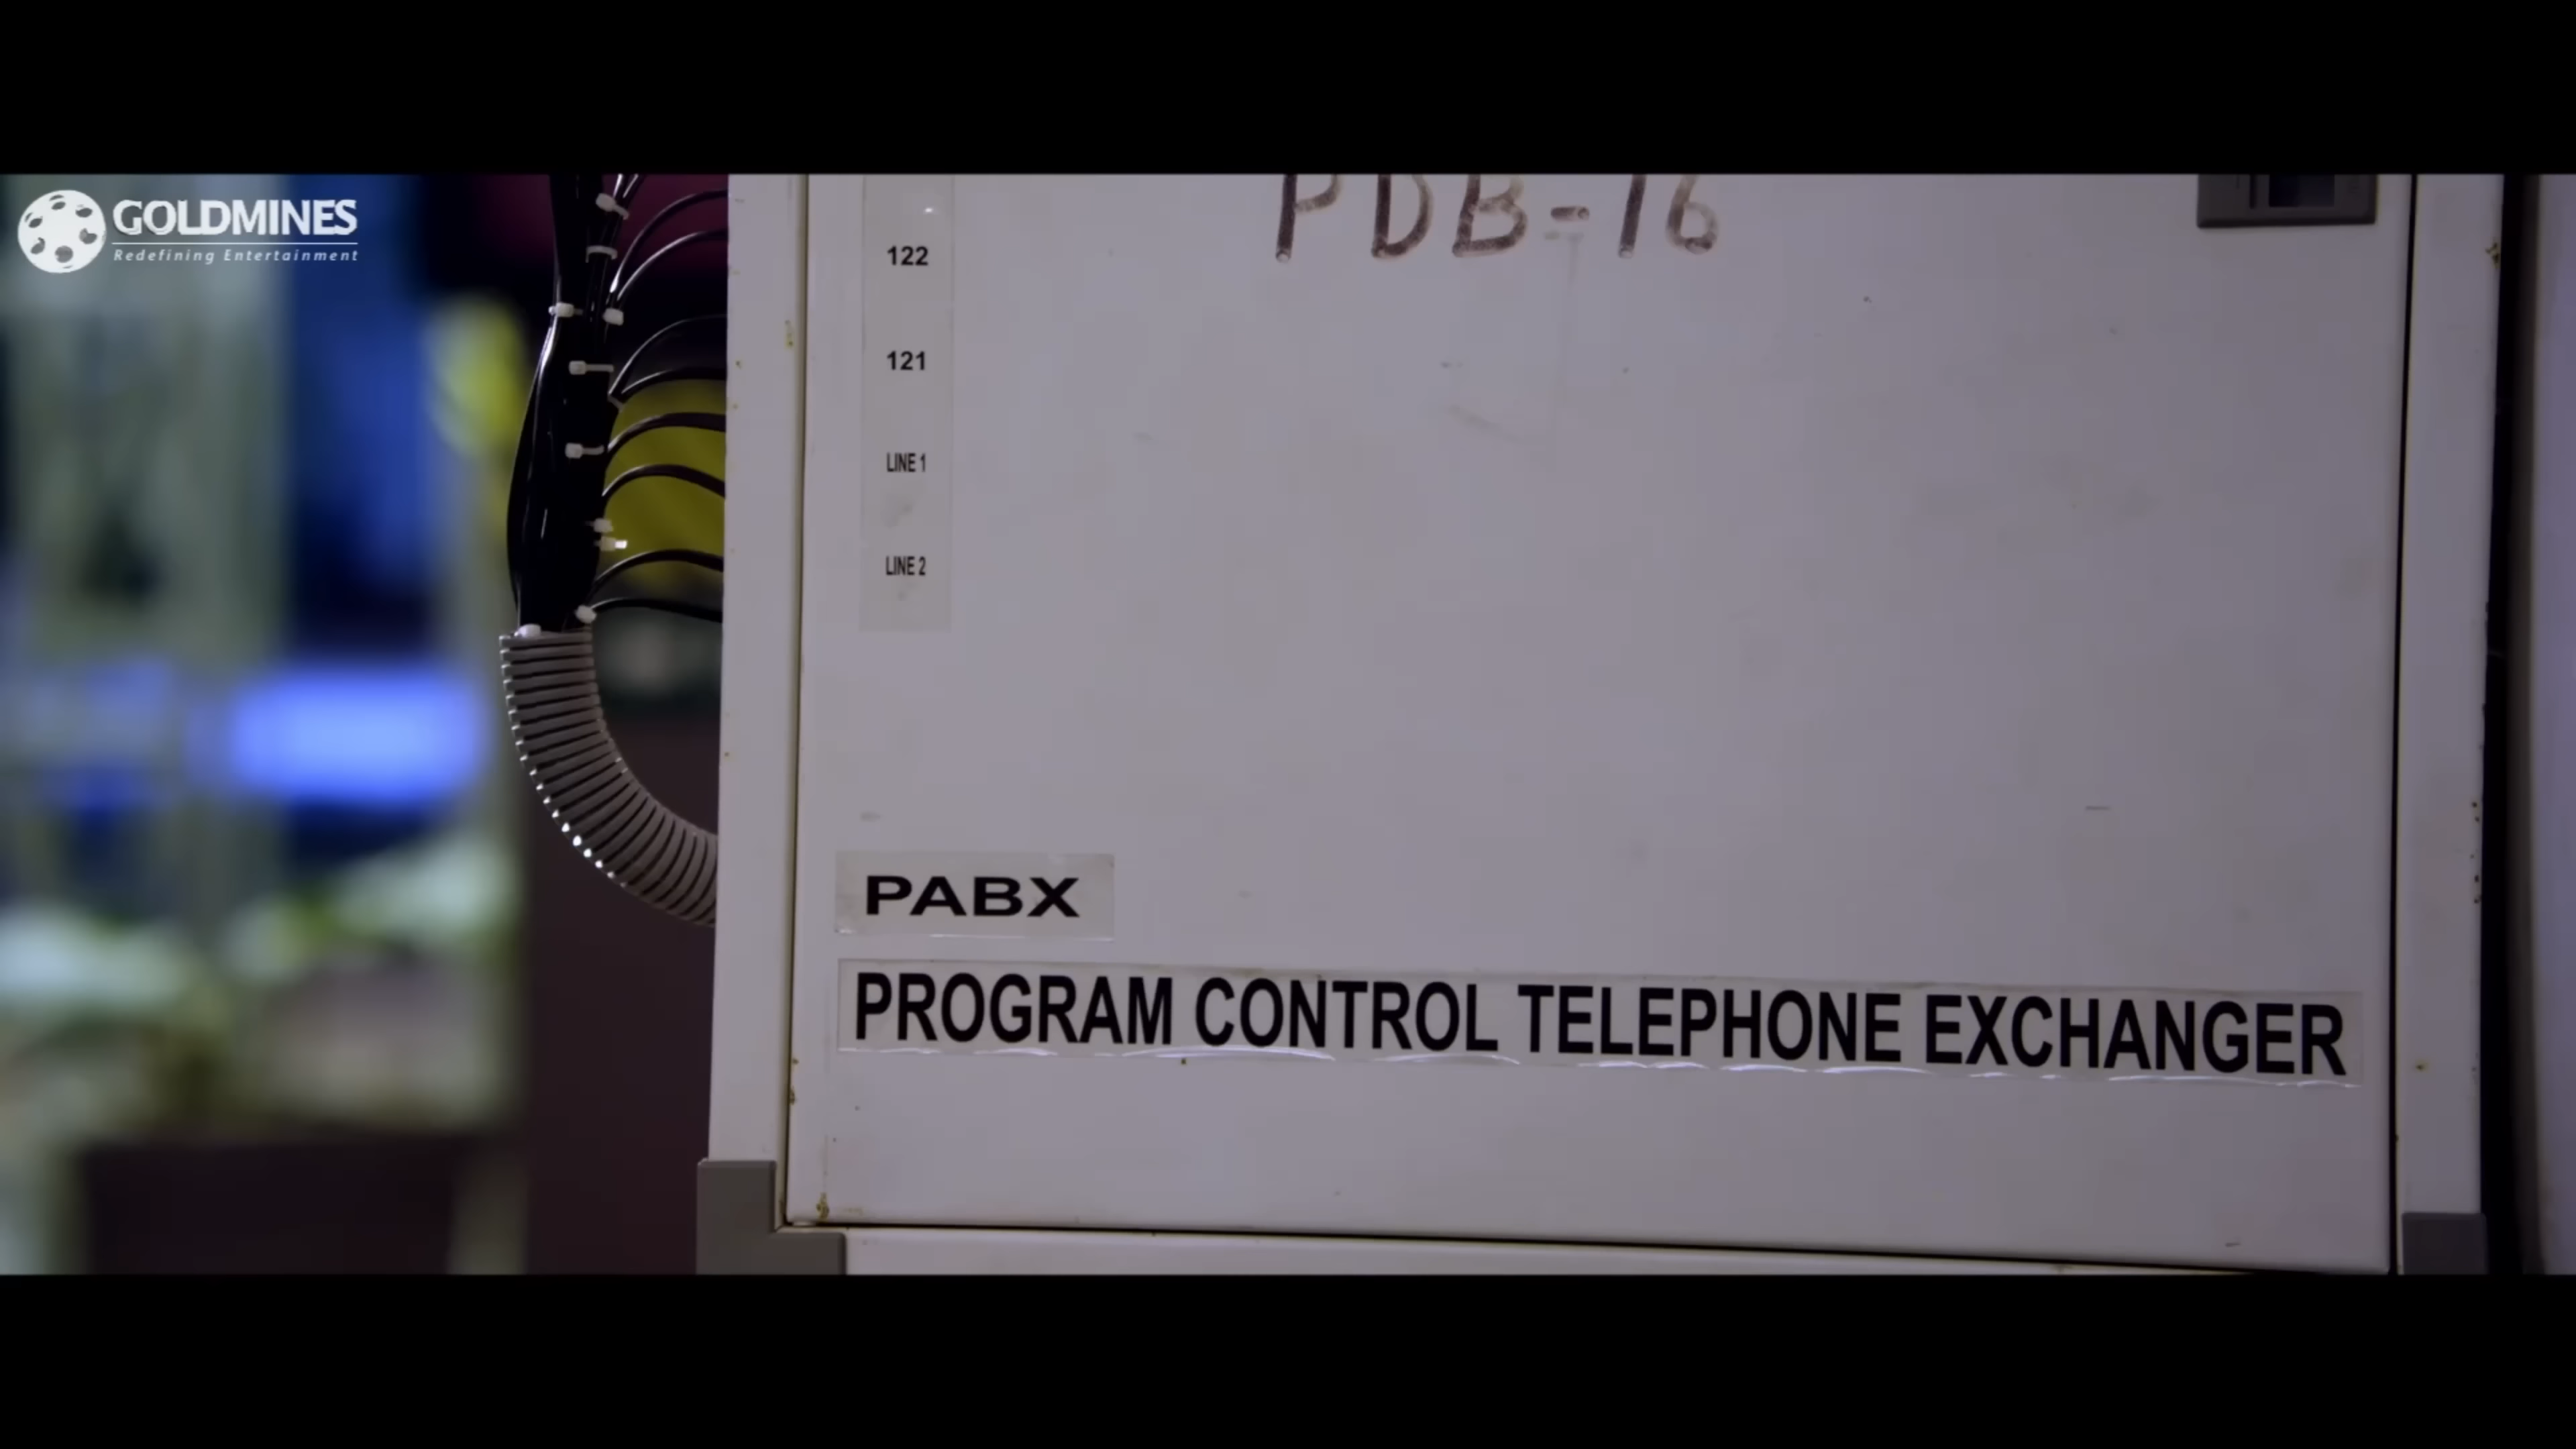 GOLDMINES
Redefining Entertainment
PDB=16
122
121
LINE 1
LINE 2
PABX
PROGRAM CONTROL TELEPHONE EXCHANGER